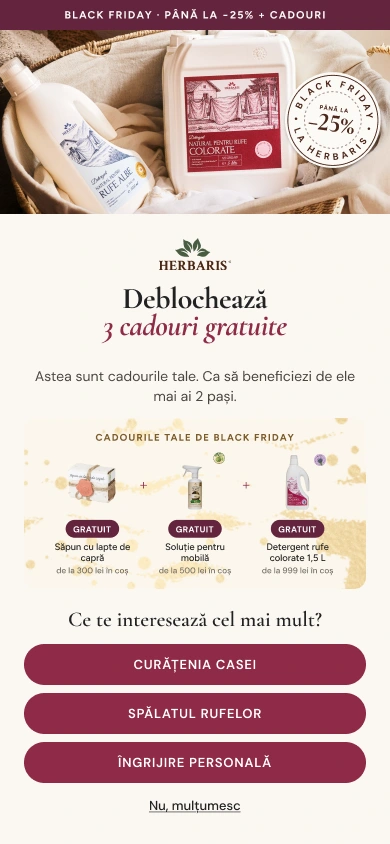 BLACK FRIDAY · PÂNĂ LA -25% + CADOURI
HERBARIS
Detergent
NATURAL PENTRU RUFE
COLORATE
Detergent
RUFE ALBE
BLACK FRIDAY
PÂNĂ LA
-25%
LA HERBARIS
HERBARIS
Deblochează
3 cadouri gratuite
Astea sunt cadourile tale. Ca să beneficiezi de ele
mai ai 2 pași.
CADOURILE TALE DE BLACK FRIDAY
+
+
GRATUIT
GRATUIT
GRATUIT
Săpun cu lapte de
capră
Soluție pentru
mobilă
Detergent rufe
colorate 1,5 L
de la 300 lei în coș
de la 500 lei în coș
de la 999 lei în coș
Ce te interesează cel mai mult?
CURĂȚENIA CASEI
SPĂLATUL RUFELOR
ÎNGRIJIRE PERSONALĂ
Nu, mulțumesc